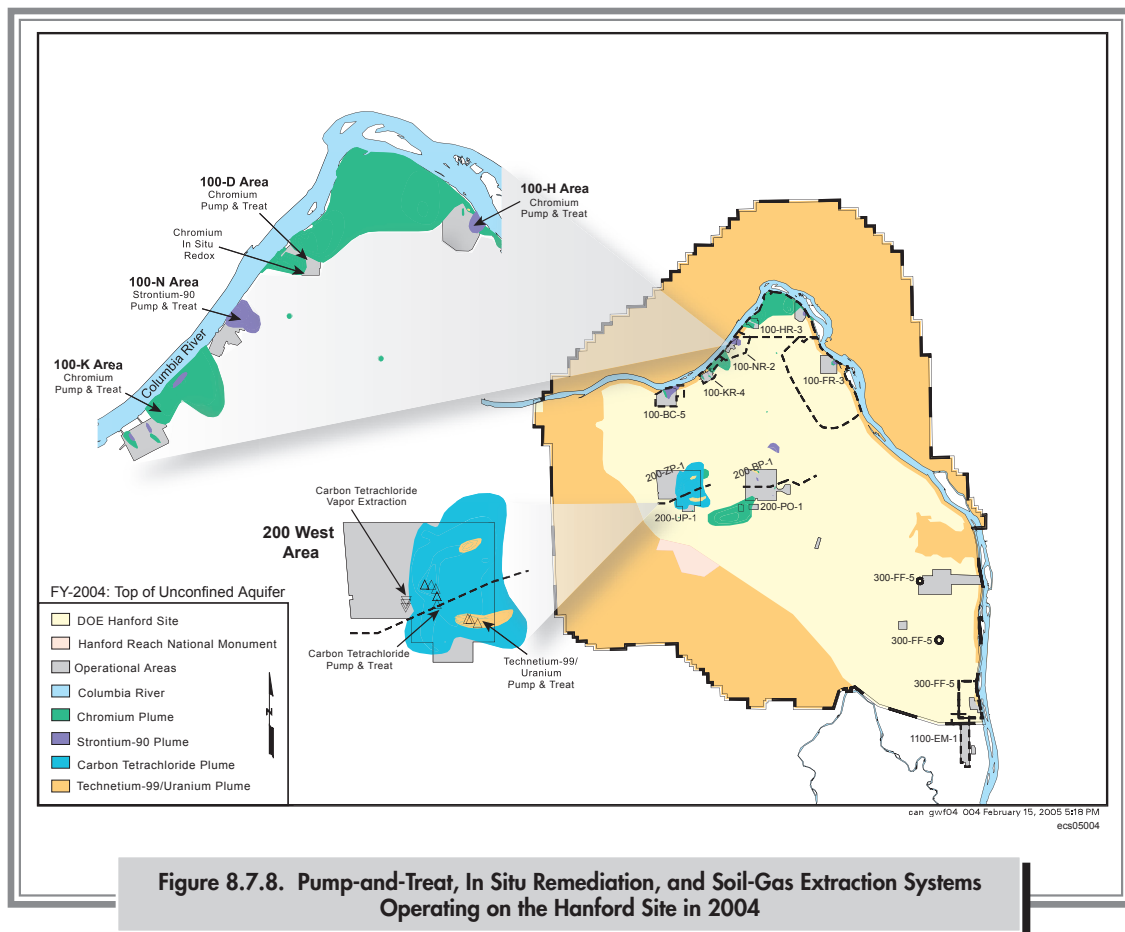 100-D Area
Chromium
Pump & Treat
Chromium
In Situ
Redox
100-N Area
Strontium-90
Pump & Treat
100-K Area
Chromium
Pump & Treat
Columbia River
100-H Area
Chromium
Pump & Treat
100-HR-3
100-NR-2
100-FR-3
100-KR-4
100-BC-5
200-ZP-1
200-BP-1
200-UP-1
200-PO-1
300-FF-5
300-FF-5
300-FF-5
1100-EM-1
Carbon Tetrachloride
Vapor Extraction
200 West
Area
Carbon Tetrachloride
Pump & Treat
Technetium-99/
Uranium
Pump & Treat
FY-2004: Top of Unconfined Aquifer
DOE Hanford Site
Hanford Reach National Monument
Operational Areas
Columbia River
Chromium Plume
Strontium-90 Plume
Carbon Tetrachloride Plume
Technetium-99/Uranium Plume
N
can_gwf04_004 February 15, 2005 5:18 PM
ecs05004
Figure 8.7.8. Pump-and-Treat, In Situ Remediation, and Soil-Gas Extraction Systems
Operating on the Hanford Site in 2004